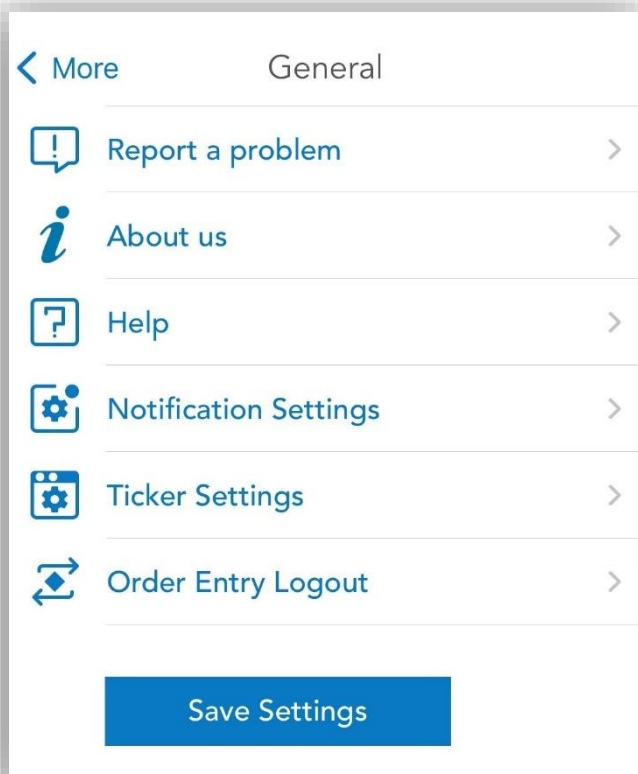 More
General
Report a problem
About us
Help
Notification Settings
Ticker Settings
Order Entry Logout
Save Settings